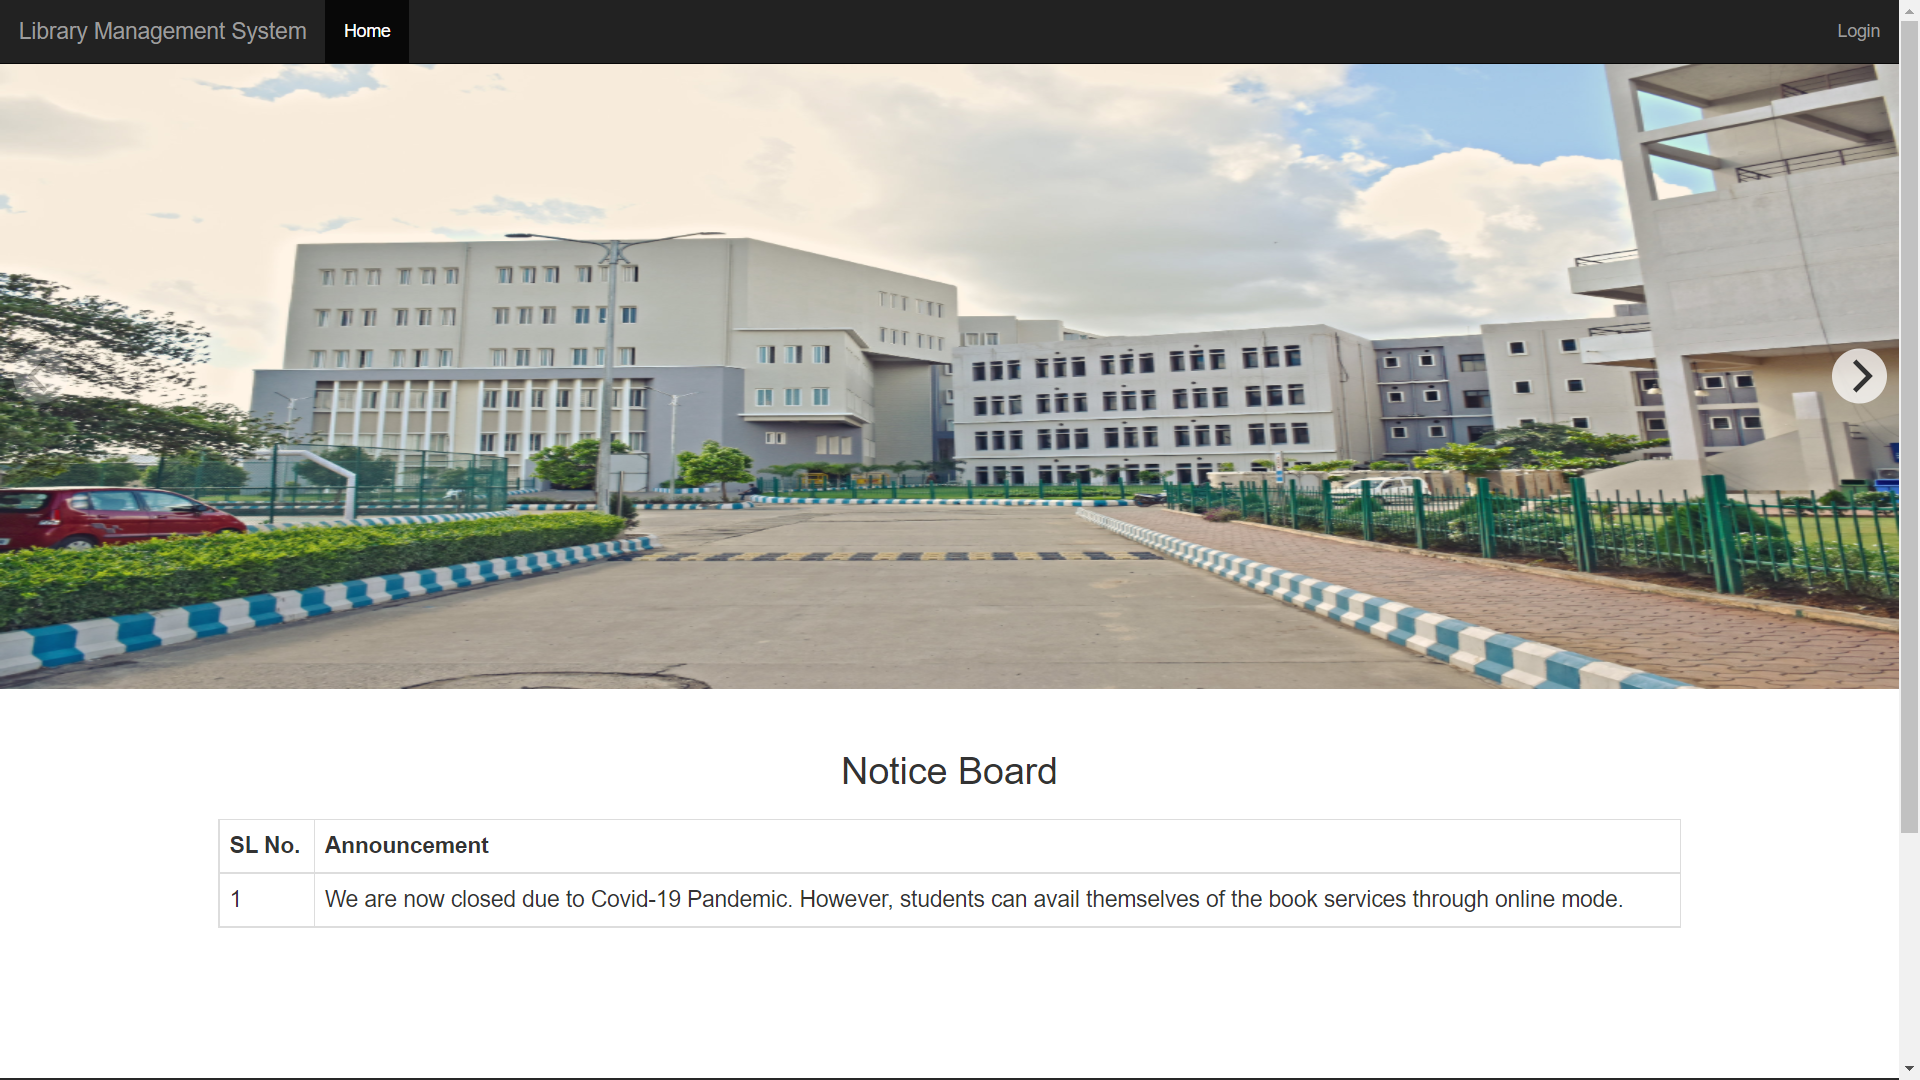 Library Management System Home Login
Notice Board
SL No. Announcement
1 We are now closed due to Covid-19 Pandemic. However, students can avail themselves of the book services through online mode.